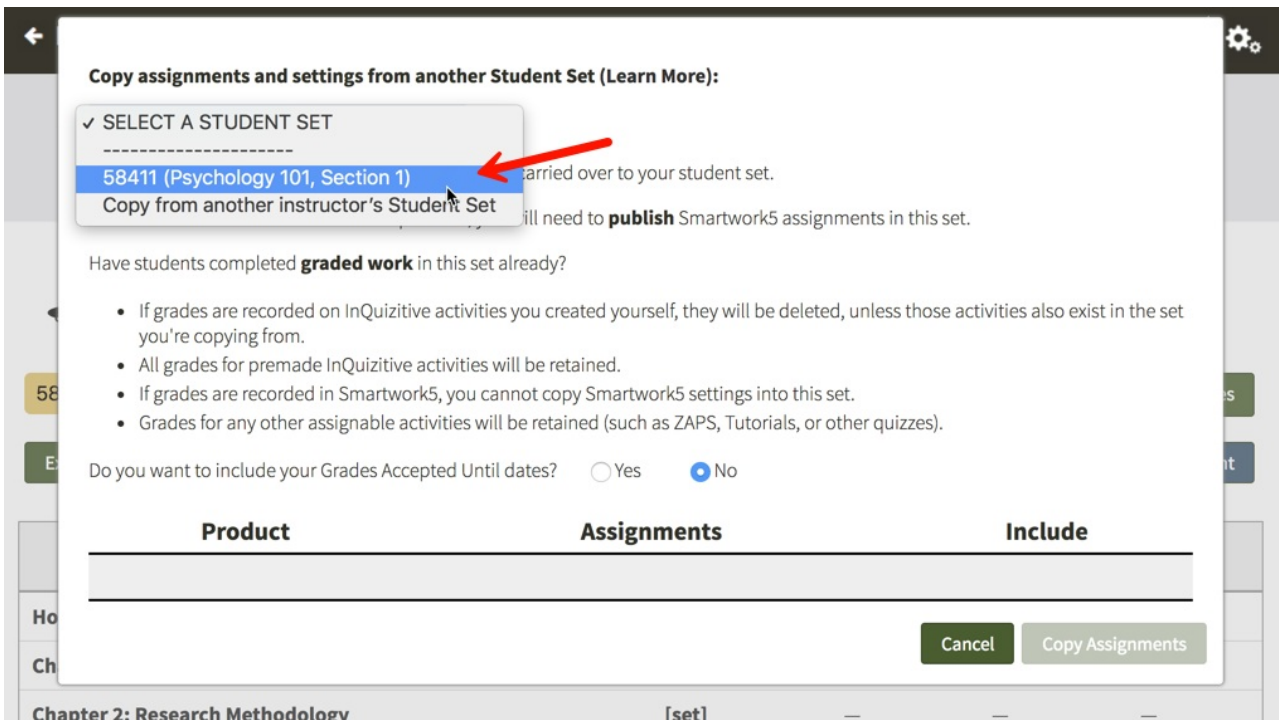 Copy assignments and settings from another Student Set (Learn More):
✓ SELECT A STUDENT SET
---------------------
58411 (Psychology 101, Section 1)
carried over to your student set.
Copy from another instructor's Student Set
ill need to publish Smartwork5 assignments in this set.
Have students completed graded work in this set already?
• If grades are recorded on InQuizitive activities you created yourself, they will be deleted, unless those activities also exist in the set
you're copying from.
• All grades for premade InQuizitive activities will be retained.
• If grades are recorded in Smartwork5, you cannot copy Smartwork5 settings into this set.
• Grades for any other assignable activities will be retained (such as ZAPS, Tutorials, or other quizzes).
58
s
Do you want to include your Grades Accepted Until dates? Yes No
E
nt
Product Assignments Include
Ho
Cancel Copy Assignments
Ch
Chapter 2: Research Methodology [set] — — —